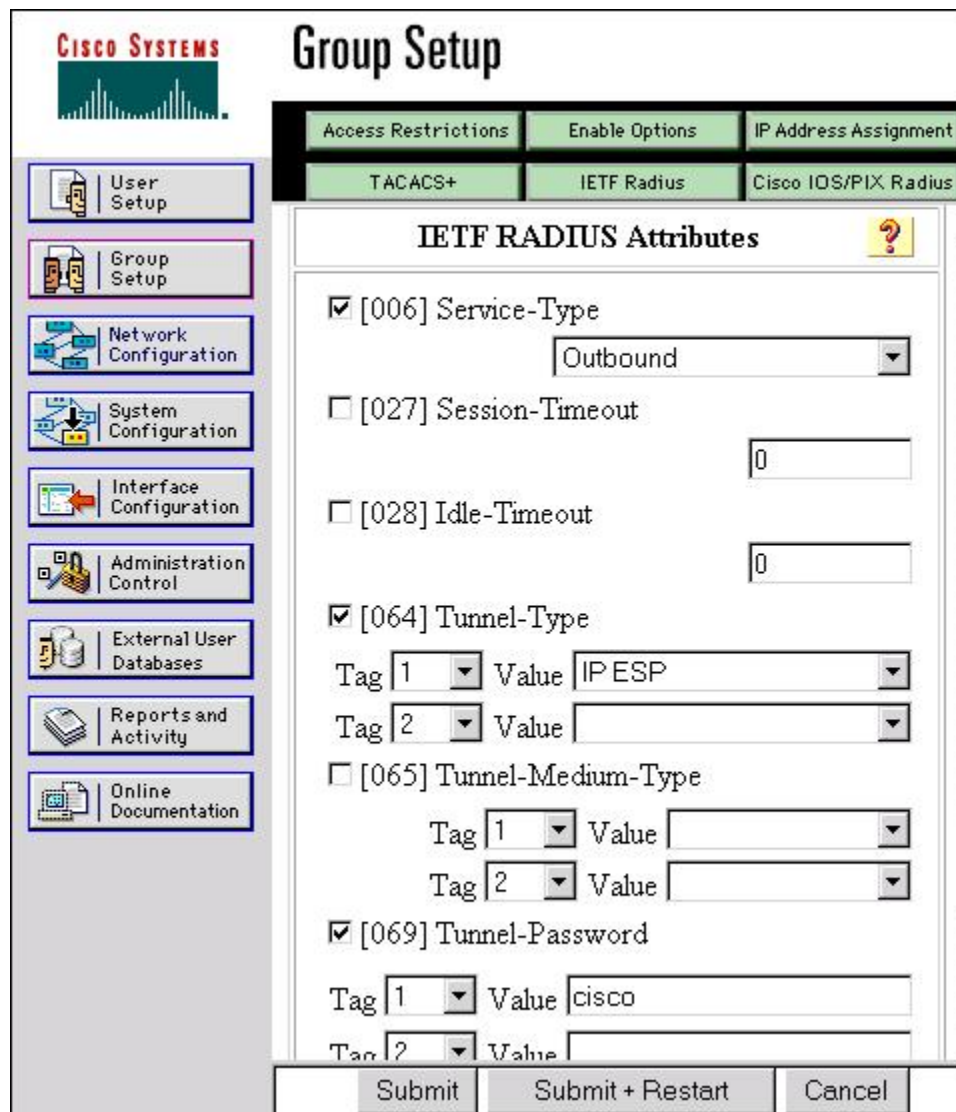 CISCO SYSTEMS
Group Setup
Access Restrictions
Enable Options
IP Address Assignment
TACACS+
IETF Radius
Cisco IOS/PIX Radius
User
Setup
Group
Setup
Network
Configuration
System
Configuration
Interface
Configuration
Administration
Control
External User
Databases
Reports and
Activity
Online
Documentation
IETF RADIUS Attributes
?
[006] Service-Type
Outbound
[027] Session-Timeout
0
[028] Idle-Timeout
0
[064] Tunnel-Type
Tag 1 Value IP ESP
Tag 2 Value
[065] Tunnel-Medium-Type
Tag 1 Value
Tag 2 Value
[069] Tunnel-Password
Tag 1 Value cisco
Tag 2 Value
Submit
Submit + Restart
Cancel